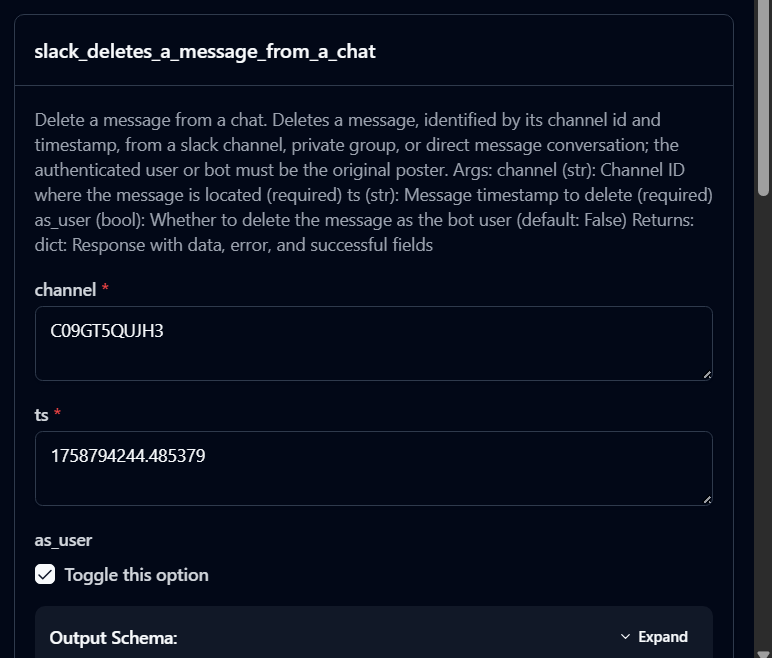 slack_deletes_a_message_from_a_chat
Delete a message from a chat. Deletes a message, identified by its channel id and
timestamp, from a slack channel, private group, or direct message conversation; the
authenticated user or bot must be the original poster. Args: channel (str): Channel ID
where the message is located (required) ts (str): Message timestamp to delete (required)
as_user (bool): Whether to delete the message as the bot user (default: False) Returns:
dict: Response with data, error, and successful fields
channel *
C09GT5QUJH3
ts *
1758794244.485379
as_user
Toggle this option
Output Schema: Expand